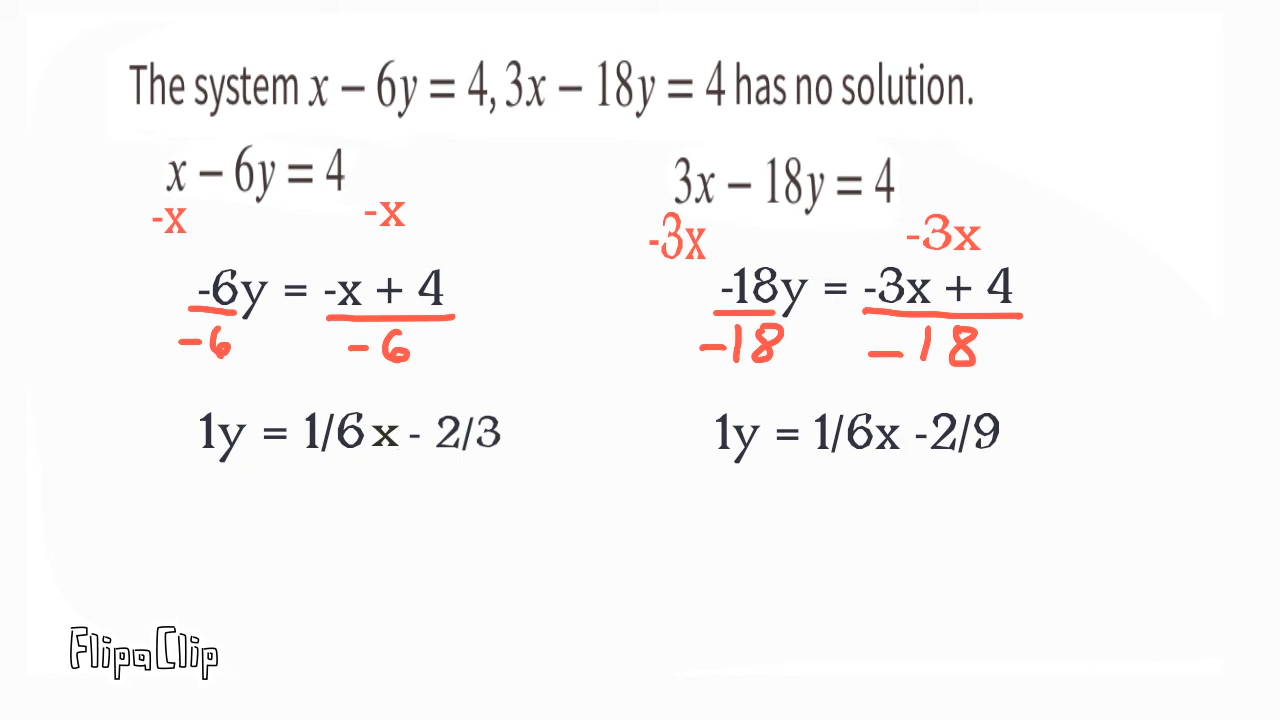 The system x − 6y = 4, 3x − 18y = 4 has no solution.
x − 6y = 4
-x -x
-6y = -x + 4
-6 -6
1y = 1/6 x - 2/3
3x − 18y = 4
-3x -3x
-18y = -3x + 4
-18 -18
1y = 1/6x -2/9
FlipaClip